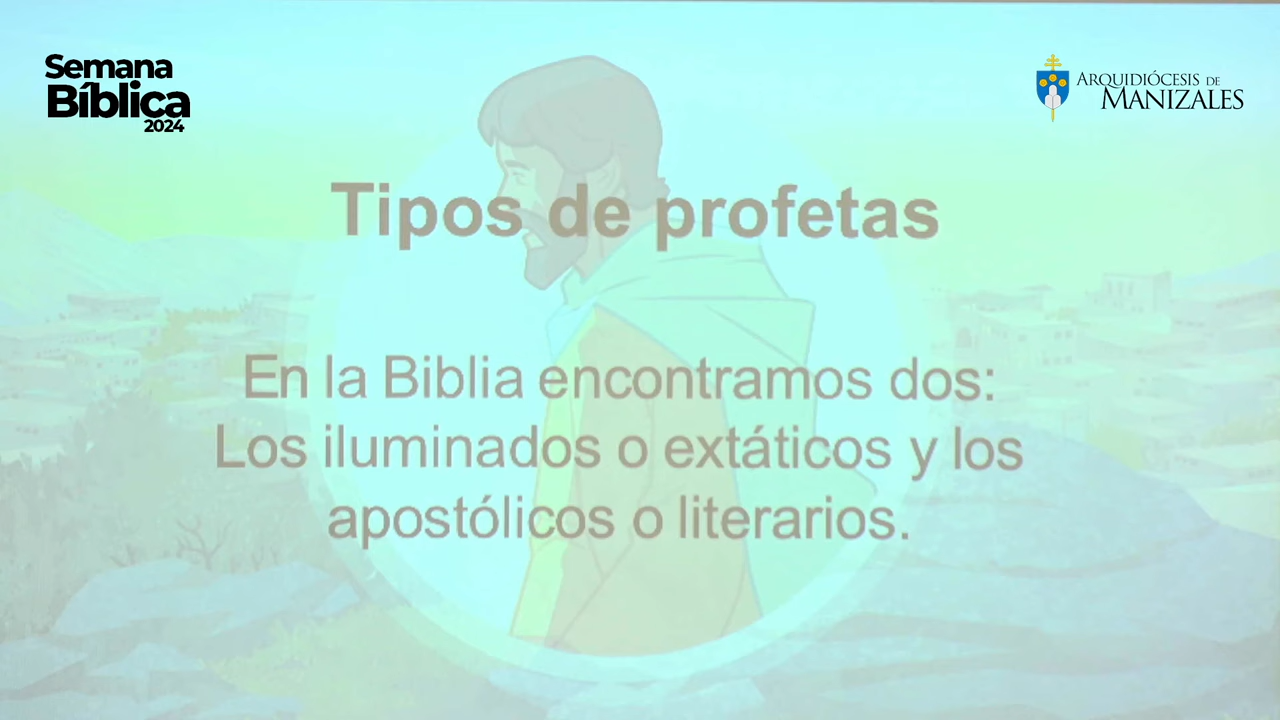 Semana
Bíblica
2024
ARQUIDIÓCESIS DE
MANIZALES
Tipos de profetas
En la Biblia encontramos dos:
Los iluminados o extáticos y los
apostólicos o literarios.